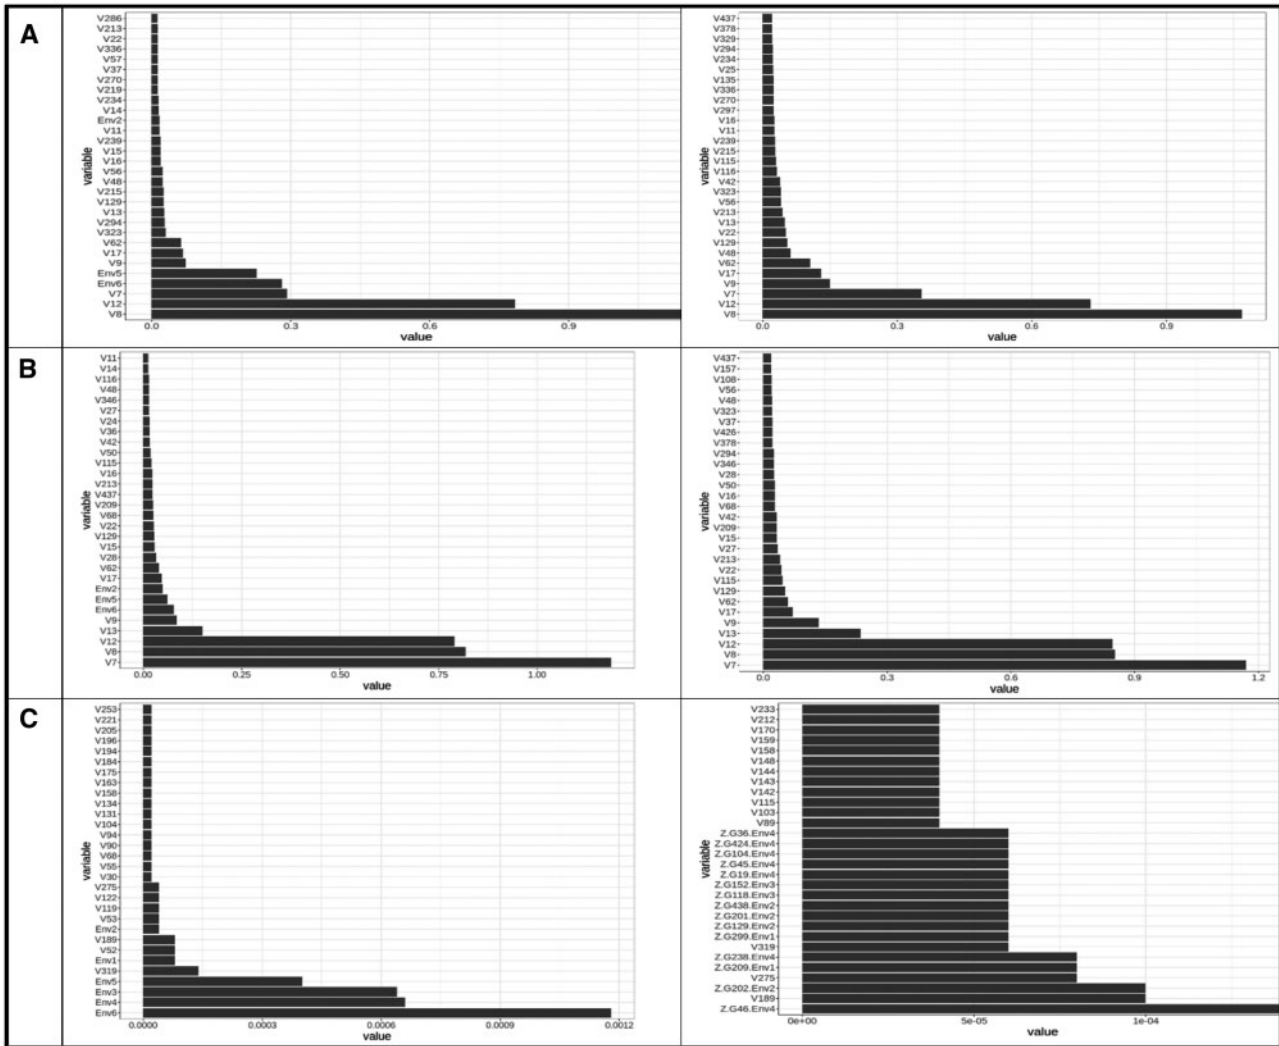 A
V286
V213
V22
V336
V57
V37
V270
V219
V234
V14
Env2
V11
V239
V15
V16
V56
V48
V215
V129
V13
V294
V323
V62
V17
V9
Env5
Env6
V7
V12
V8
variable
0.0 0.3 0.6 0.9
value
V437
V378
V329
V294
V234
V25
V135
V336
V270
V297
V16
V11
V239
V215
V115
V116
V42
V323
V56
V213
V13
V22
V129
V48
V62
V17
V9
V7
V12
V8
variable
0.0 0.3 0.6 0.9
value
B
V11
V14
V116
V48
V346
V27
V24
V36
V42
V50
V115
V16
V213
V437
V209
V68
V22
V129
V15
V28
V62
V17
Env2
Env5
Env6
V9
V13
V12
V8
V7
variable
0.00 0.25 0.50 0.75 1.00
value
V437
V157
V108
V56
V48
V323
V37
V426
V378
V294
V346
V28
V50
V16
V68
V42
V209
V15
V27
V213
V22
V115
V129
V62
V17
V9
V13
V12
V8
V7
variable
0.0 0.3 0.6 0.9 1.2
value
C
V253
V221
V205
V196
V194
V184
V175
V163
V158
V134
V131
V104
V94
V90
V68
V55
V30
V275
V122
V119
V53
Env2
V189
V52
Env1
V319
Env5
Env3
Env4
Env6
variable
0.0000 0.0003 0.0006 0.0009 0.0012
value
V233
V212
V170
V159
V158
V148
V144
V143
V142
V115
V103
V89
Z.G36.Env4
Z.G424.Env4
Z.G104.Env4
Z.G45.Env4
Z.G19.Env4
Z.G152.Env3
Z.G118.Env3
Z.G438.Env2
Z.G201.Env2
Z.G129.Env2
Z.G299.Env1
V319
Z.G238.Env4
Z.G209.Env1
V275
Z.G202.Env2
V189
Z.G46.Env4
variable
0e+00 5e-05 1e-04
value